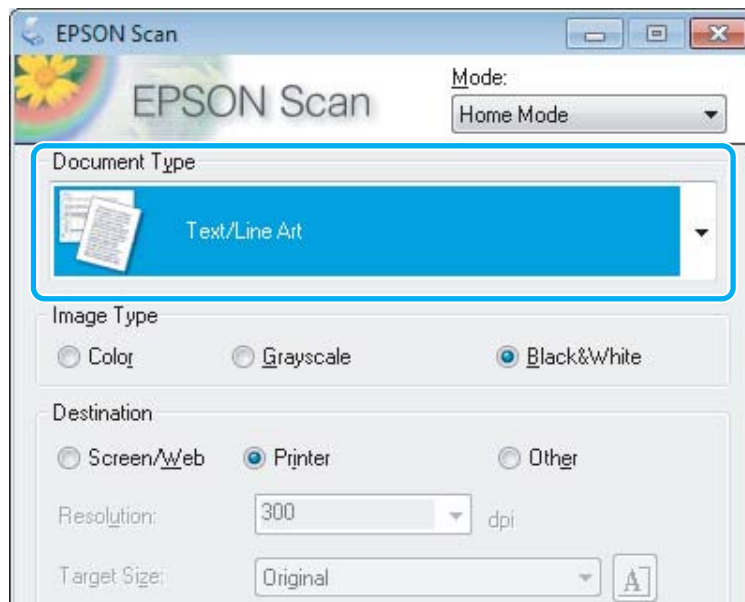 EPSON Scan
EPSON Scan
Mode:
Home Mode
Document Type
Text/Line Art
Image Type
Color Grayscale Black&White
Destination
Screen/Web Printer Other
Resolution: 300 dpi
Target Size: Original A